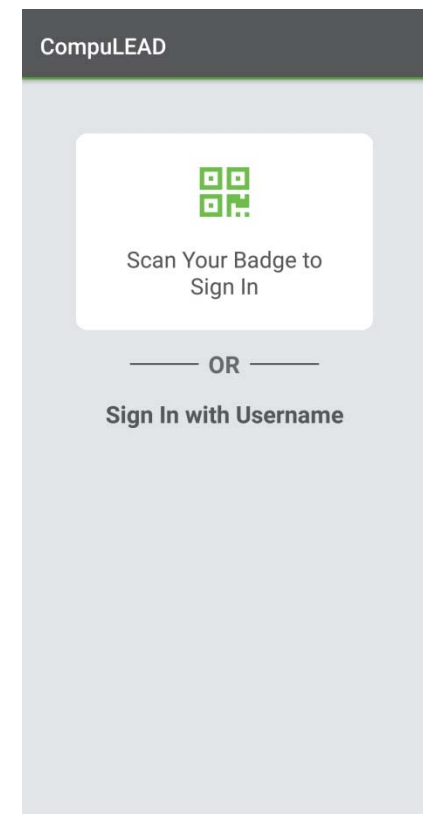 CompuLEAD
Scan Your Badge to
Sign In
OR
Sign In with Username